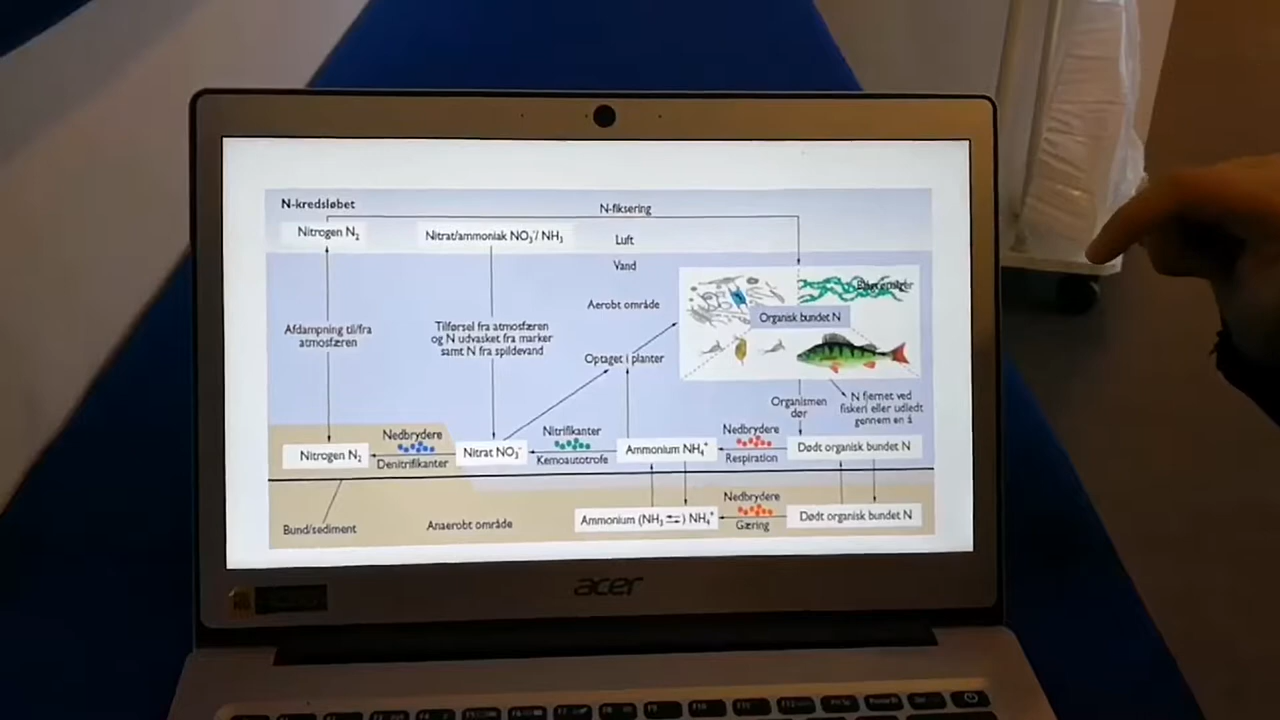 N-kredsløbet
N-fiksering
Nitrogen N₂
Nitrat/ammoniak NO₃⁻/ NH₃
Luft
Vand
Aerobt område
Organisk bundet N
Afdampning til/fra
atmosfæren
Tilførsel fra atmosfæren
og N udvasket fra marker
samt N fra spildevand
Optaget i planter
Organismen
dør
N fjernet ved
fiskeri eller udledt
gennem en å
Nedbrydere
Denitrifikanter
Nitrifikanter
Kemoautotrofe
Nedbrydere
Respiration
Nitrogen N₂
Nitrat NO₃⁻
Ammonium NH₄⁺
Dødt organisk bundet N
Bund/sediment
Anaerobt område
Ammonium (NH₃ ⇌) NH₄⁺
Nedbrydere
Gæring
Dødt organisk bundet N
acer